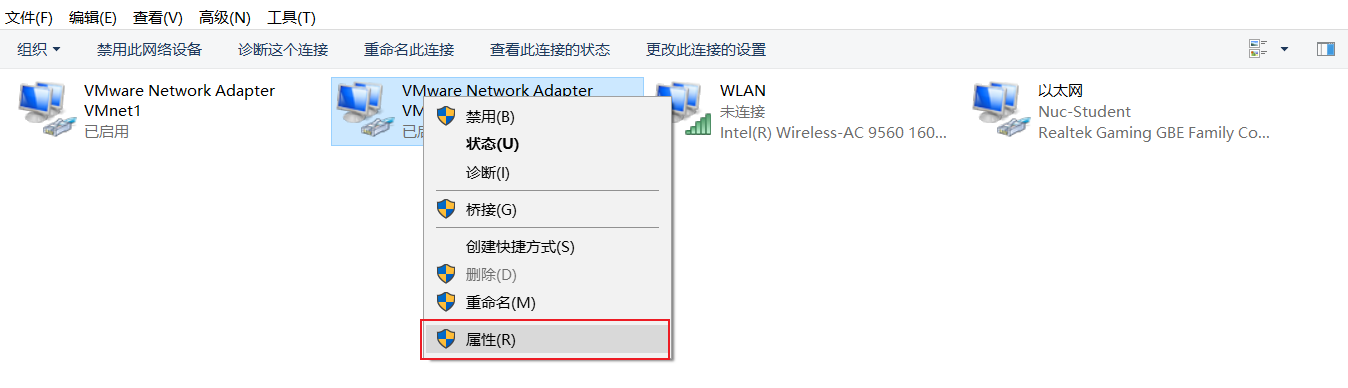 文件(F) 编辑(E) 查看(V) 高级(N) 工具(T)
组织 禁用此网络设备 诊断这个连接 重命名此连接 查看此连接的状态 更改此连接的设置
VMware Network Adapter
VMnet1
已启用
VMware Network Adapter
WLAN
未连接
Intel(R) Wireless-AC 9560 160...
以太网
Nuc-Student
Realtek Gaming GBE Family Co...
禁用(B)
状态(U)
诊断(I)
桥接(G)
创建快捷方式(S)
删除(D)
重命名(M)
属性(R)